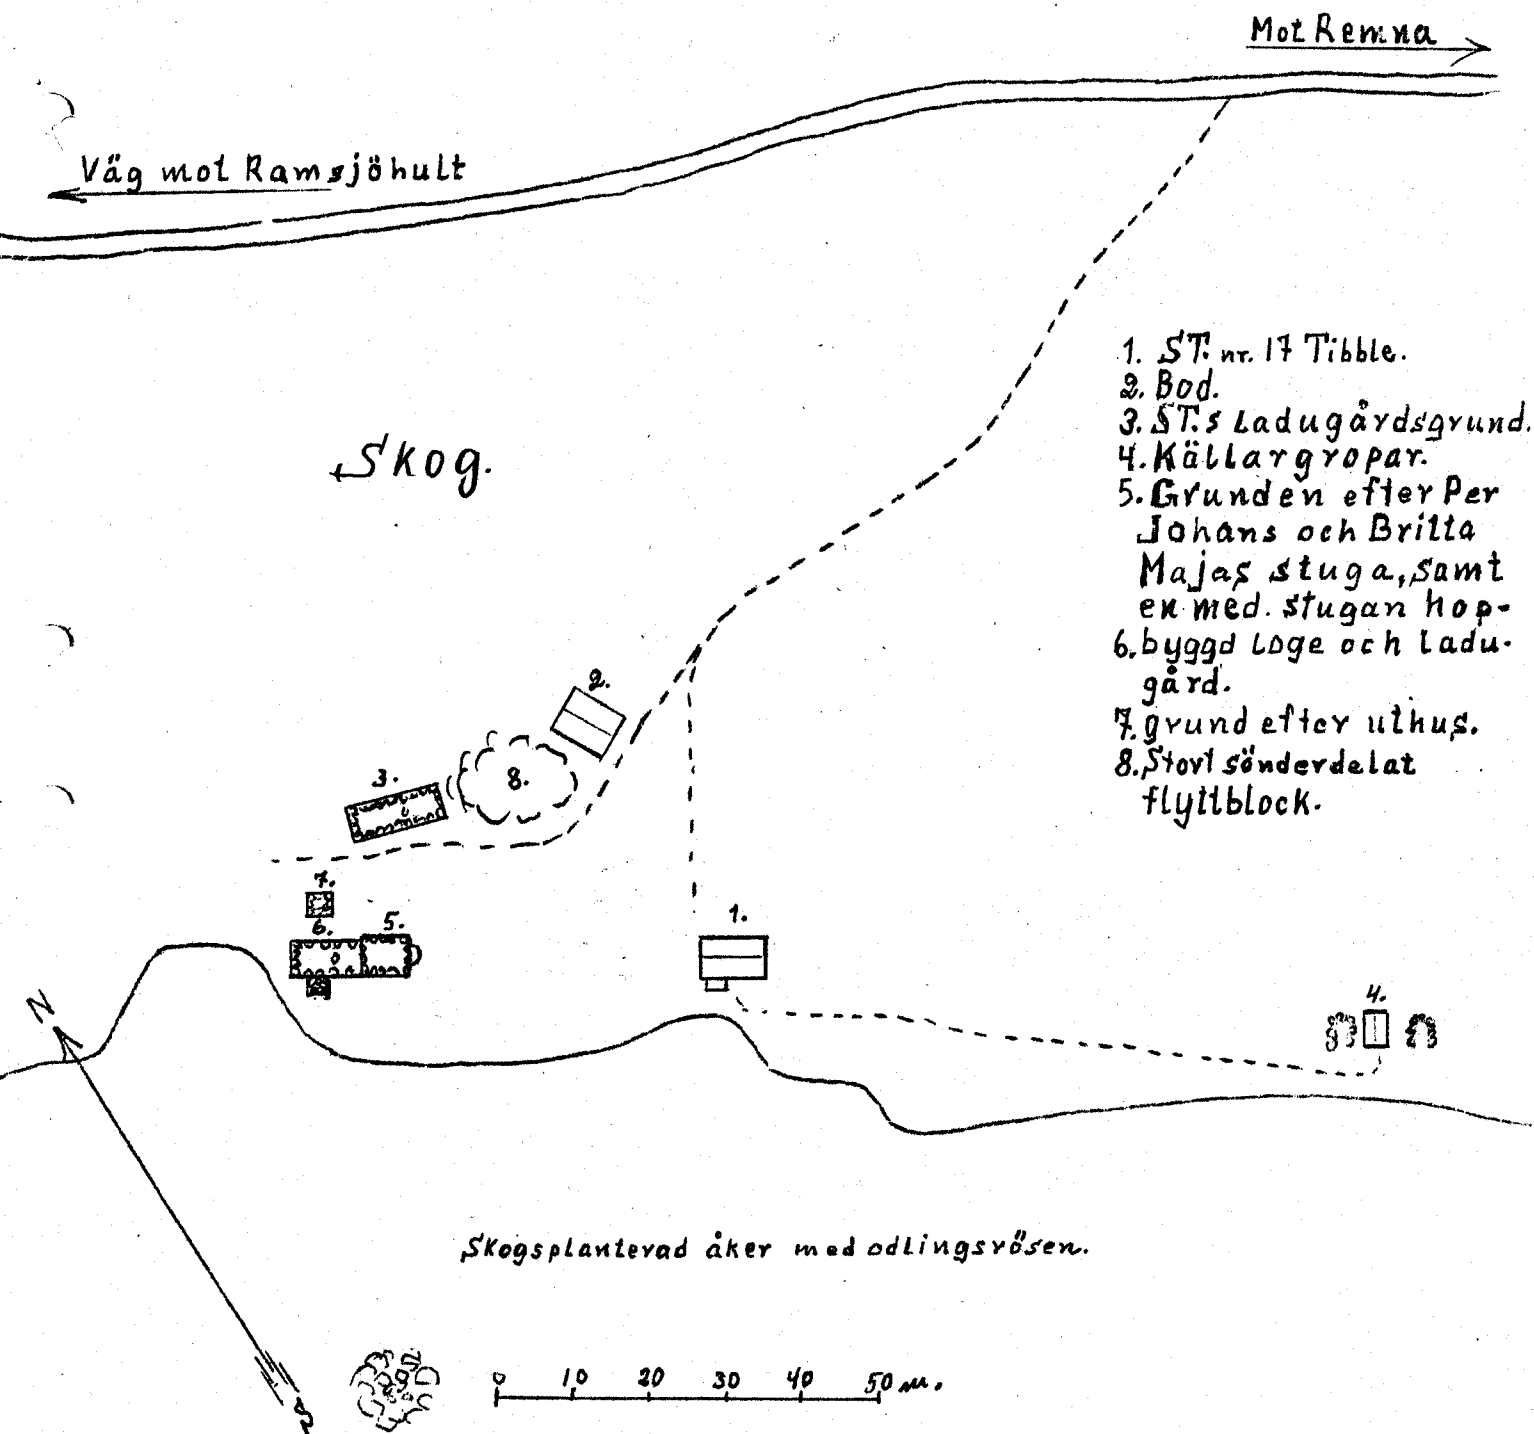 Mot Remna
Väg mot Ramsjöhult
Skog.
1. ST. nr. 17 Tibble.
2. Bod.
3. ST.s Ladugårdsgrund.
4. Källargropar.
5. Grunden efter Per
Johans och Britta
Majas stuga, samt
en med. stugan hop-
6. byggd Loge och ladu-
gård.
7. grund efter uthus.
8. Stort sönderdelat
flyttblock.
2.
3.
8.
7.
6.
5.
1.
4.
N
Skogsplanterad åker med odlingsrösen.
0 10 20 30 40 50 m.
S